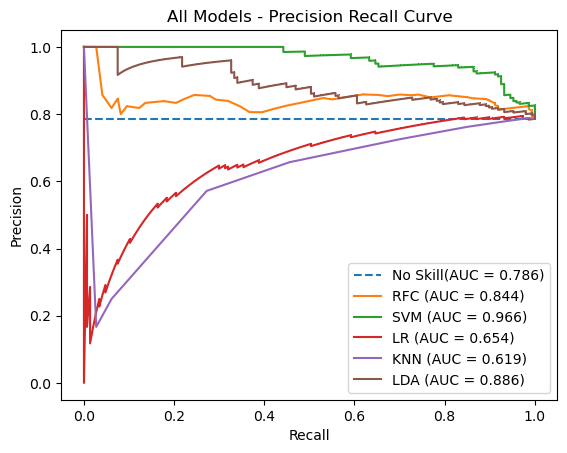 All Models - Precision Recall Curve
Precision
1.0
0.8
0.6
0.4
0.2
0.0
No Skill(AUC = 0.786)
RFC (AUC = 0.844)
SVM (AUC = 0.966)
LR (AUC = 0.654)
KNN (AUC = 0.619)
LDA (AUC = 0.886)
0.0
0.2
0.4
0.6
0.8
1.0
Recall